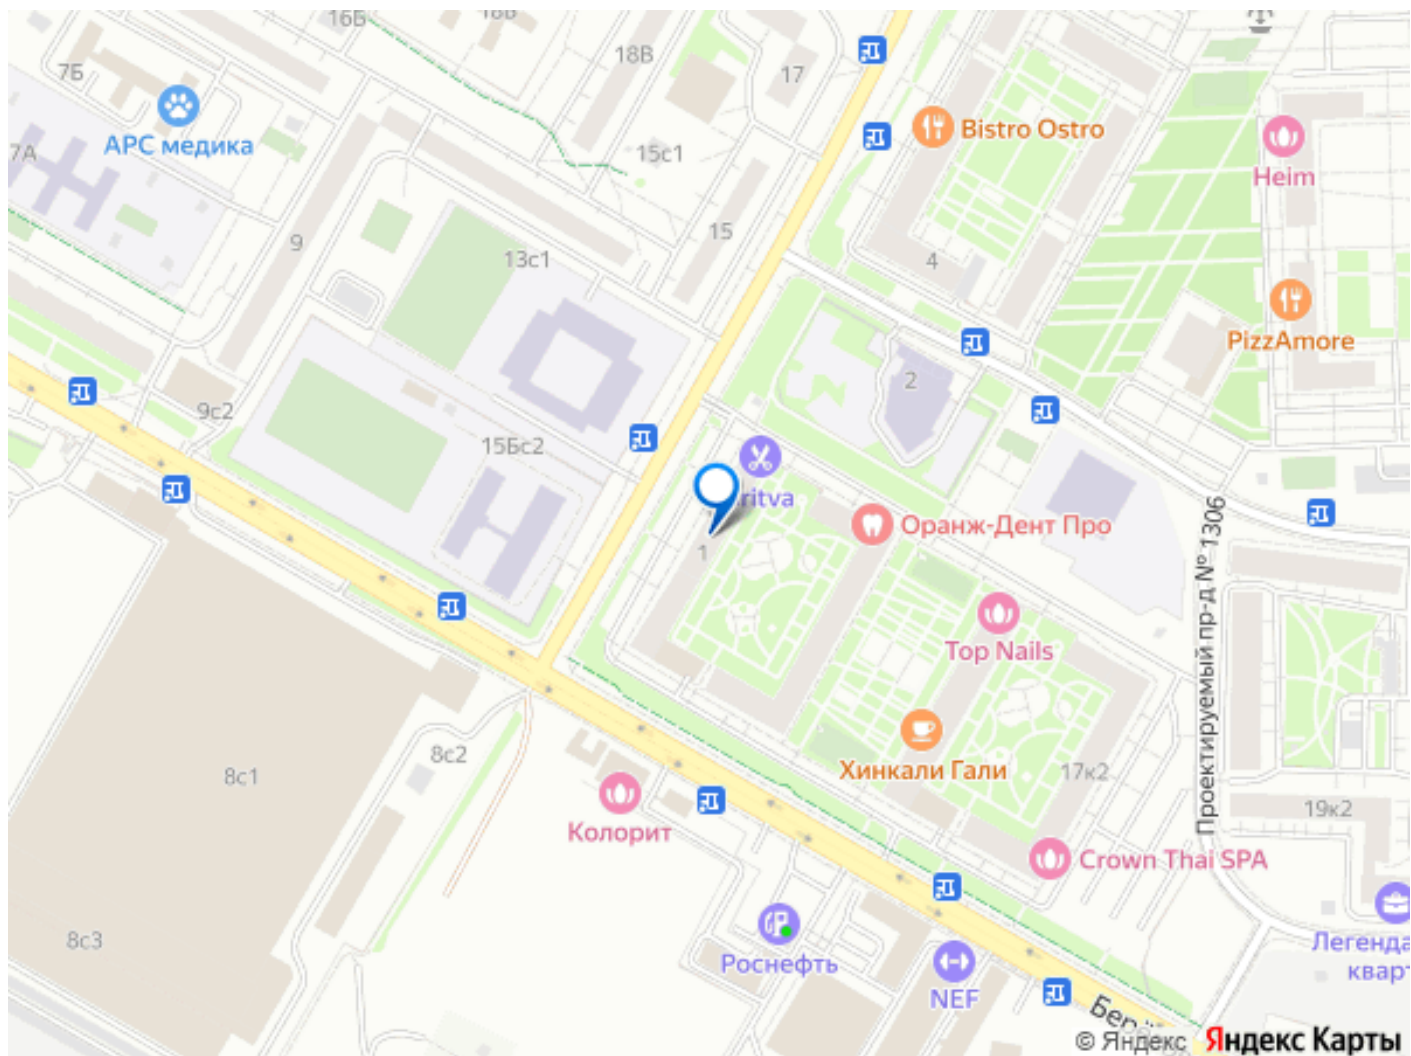 16В
18В
17
7Б
АРС медика
7А
15с1
Bistro Ostro
Heim
9
13с1
15
4
PizzAmore
2
9с2
15Бс2
ritva
1
Оранж-Дент Про
Проектируемый пр-д № 1306
Top Nails
8с1
8с2
Хинкали Гали
17к2
19к2
Колорит
Crown Thai SPA
8с3
Роснефть
NEF
Легенда
кварт
Бер
© Яндекс Яндекс Карты